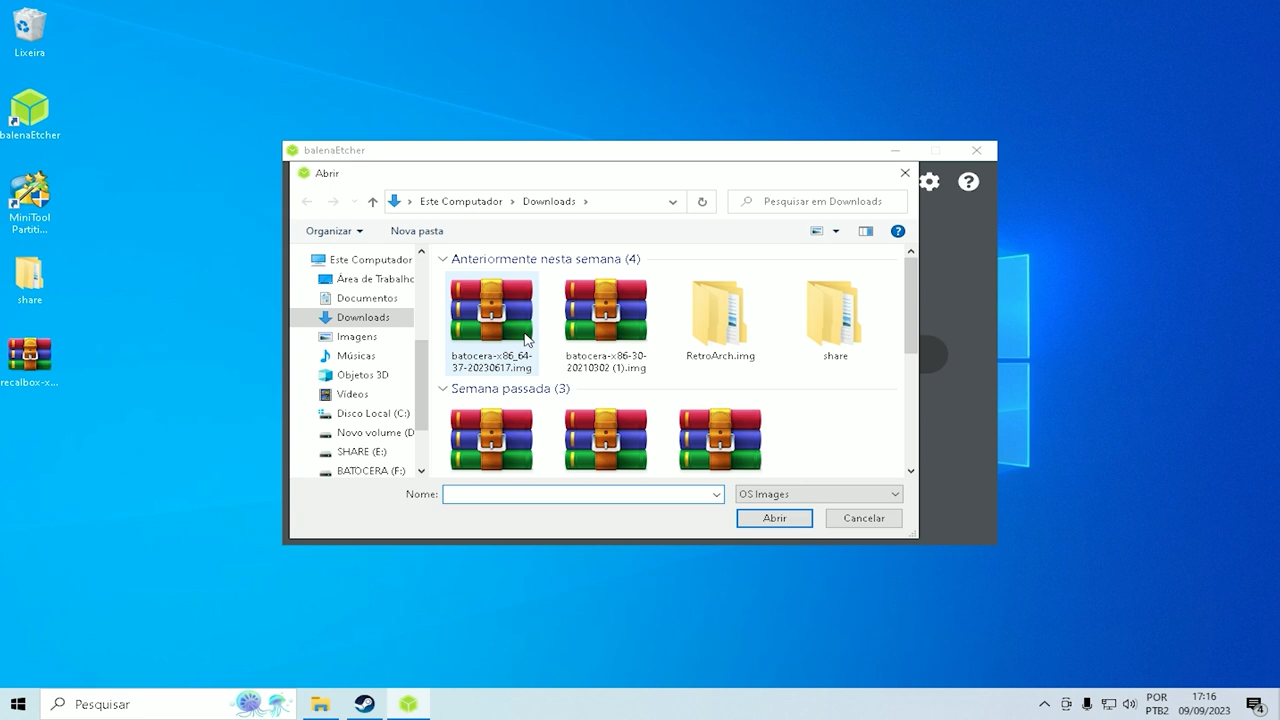 Lixeira
balenaEtcher
MiniTool
Partiti...
share
recalbox-x...
balenaEtcher
Abrir
Este Computador
Downloads
Pesquisar em Downloads
Organizar
Nova pasta
Este Computador
Área de Trabalho
Documentos
Downloads
Imagens
Músicas
Objetos 3D
Vídeos
Disco Local (C:)
Novo volume (D
SHARE (E:)
BATOCERA (F:)
Anteriormente nesta semana (4)
batocera-x86_64-
37-20230617.img
batocera-x86-30-
20210302 (1).img
RetroArch.img
share
Semana passada (3)
Nome:
OS Images
Abrir
Cancelar
Pesquisar
POR
PTB2
17:16
09/09/2023
4